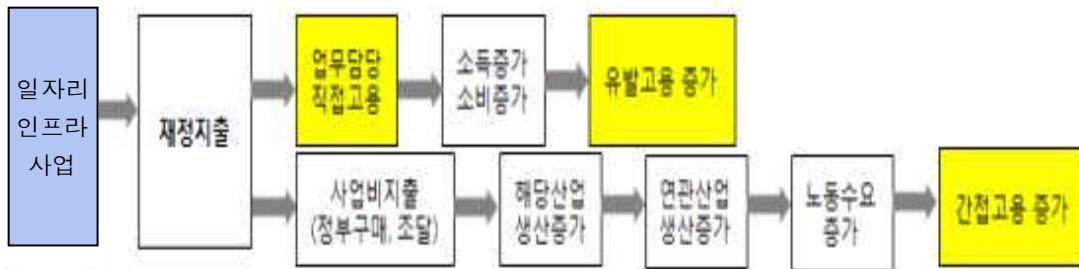 일자리
인프라
사업
재정지출
업무담당
직접고용
소득증가
소비증가
유발고용 증가
사업비지출
(정부구매, 조달)
해당산업
생산증가
연관산업
생산증가
노동수요
증가
간접고용 증가